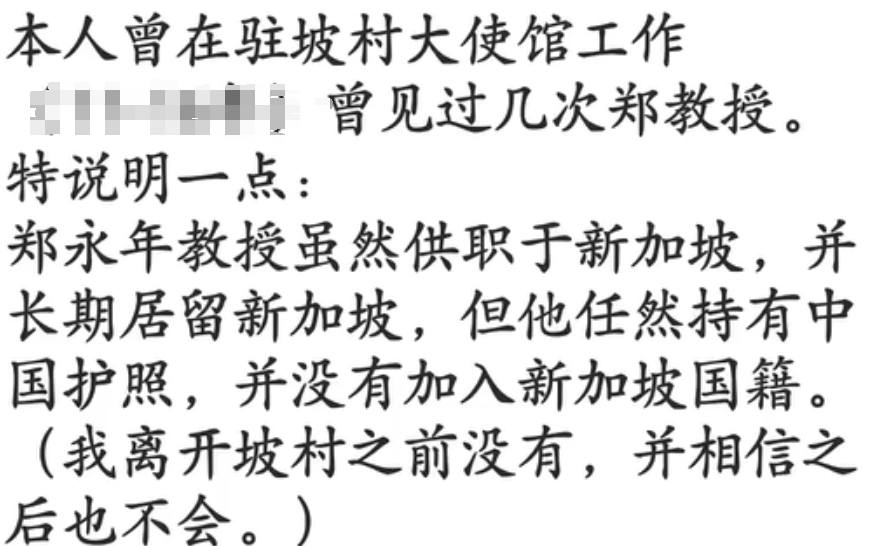 本人曾在驻坡村大使馆工作
曾见过几次郑教授。
特说明一点：
郑永年教授虽然供职于新加坡，并
长期居留新加坡，但他任然持有中
国护照，并没有加入新加坡国籍。
（我离开坡村之前没有，并相信之
后也不会。）